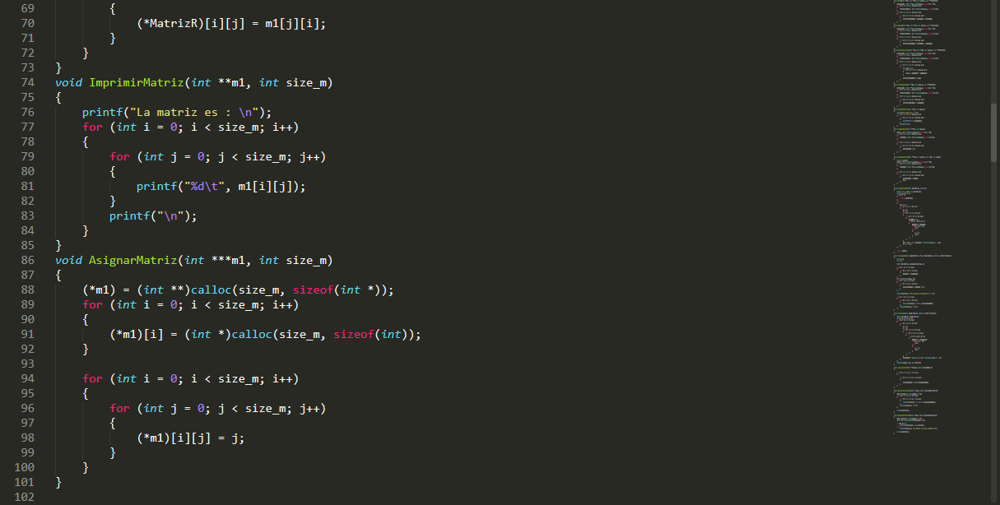 69 {
70 (*MatrizR)[i][j] = m1[j][i];
71 }
72 }
73 }
74 void ImprimirMatriz(int **m1, int size_m)
75 {
76 printf("La matriz es : \n");
77 for (int i = 0; i < size_m; i++)
78 {
79 for (int j = 0; j < size_m; j++)
80 {
81 printf("%d\t", m1[i][j]);
82 }
83 printf("\n");
84 }
85 }
86 void AsignarMatriz(int ***m1, int size_m)
87 {
88 (*m1) = (int **)calloc(size_m, sizeof(int *));
89 for (int i = 0; i < size_m; i++)
90 {
91 (*m1)[i] = (int *)calloc(size_m, sizeof(int));
92 }
93
94 for (int i = 0; i < size_m; i++)
95 {
96 for (int j = 0; j < size_m; j++)
97 {
98 (*m1)[i][j] = j;
99 }
100 }
101 }
102